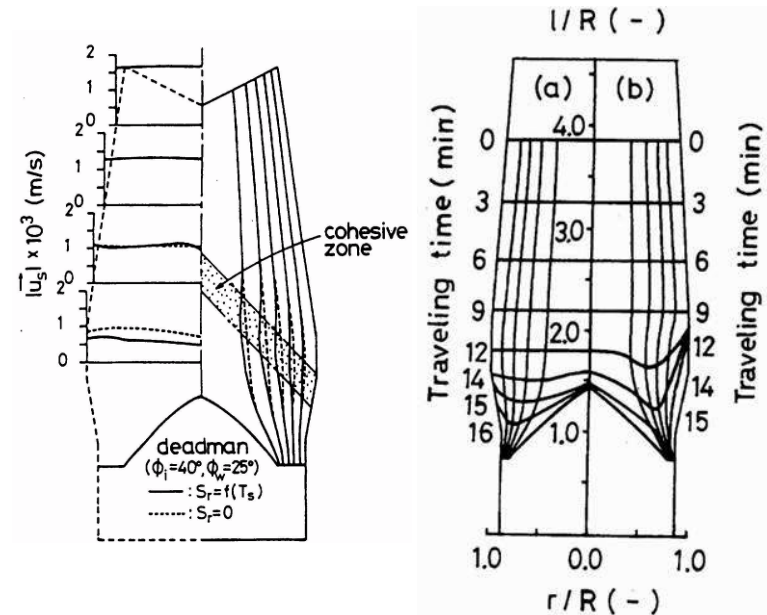 2
1
0
2
1
0
2
1
0
2
1
0
|u⃗s| × 10³ (m/s)
cohesive
zone
deadman
(ϕi=40°, ϕw=25°)
—— : Sr=f(Ts)
------ : Sr=0
l/R (-)
(a) (b)
4.0
3.0
2.0
1.0
Traveling time (min)
0
3
6
9
12
14
15
16
0
3
6
9
12
14
15
Traveling time (min)
1.0 0.0 1.0
r/R (-)